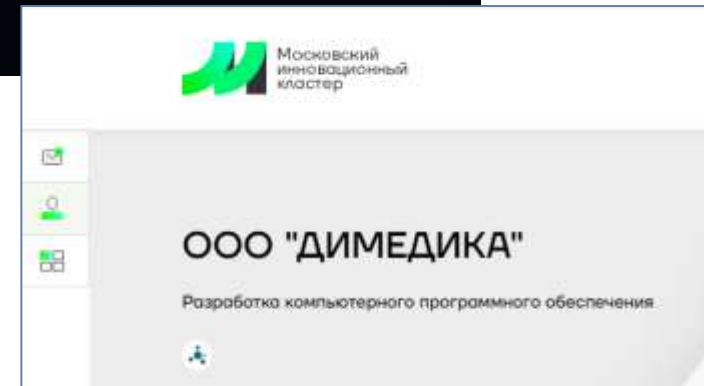 Московский
инновационный
кластер
ООО "ДИМЕДИКА"
Разработка компьютерного программного обеспечения